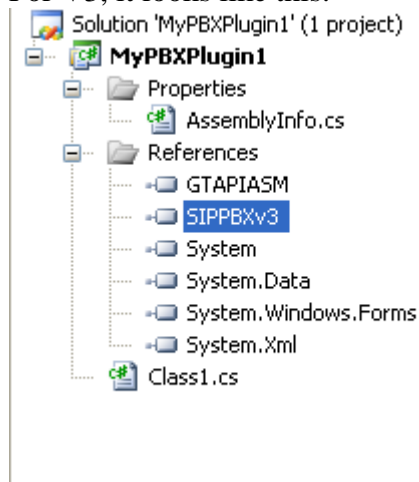 For V3, it looks like this:
Solution 'MyPBXPlugin1' (1 project)
MyPBXPlugin1
Properties
AssemblyInfo.cs
References
GTAPIASM
SIPPBXv3
System
System.Data
System.Windows.Forms
System.Xml
Class1.cs